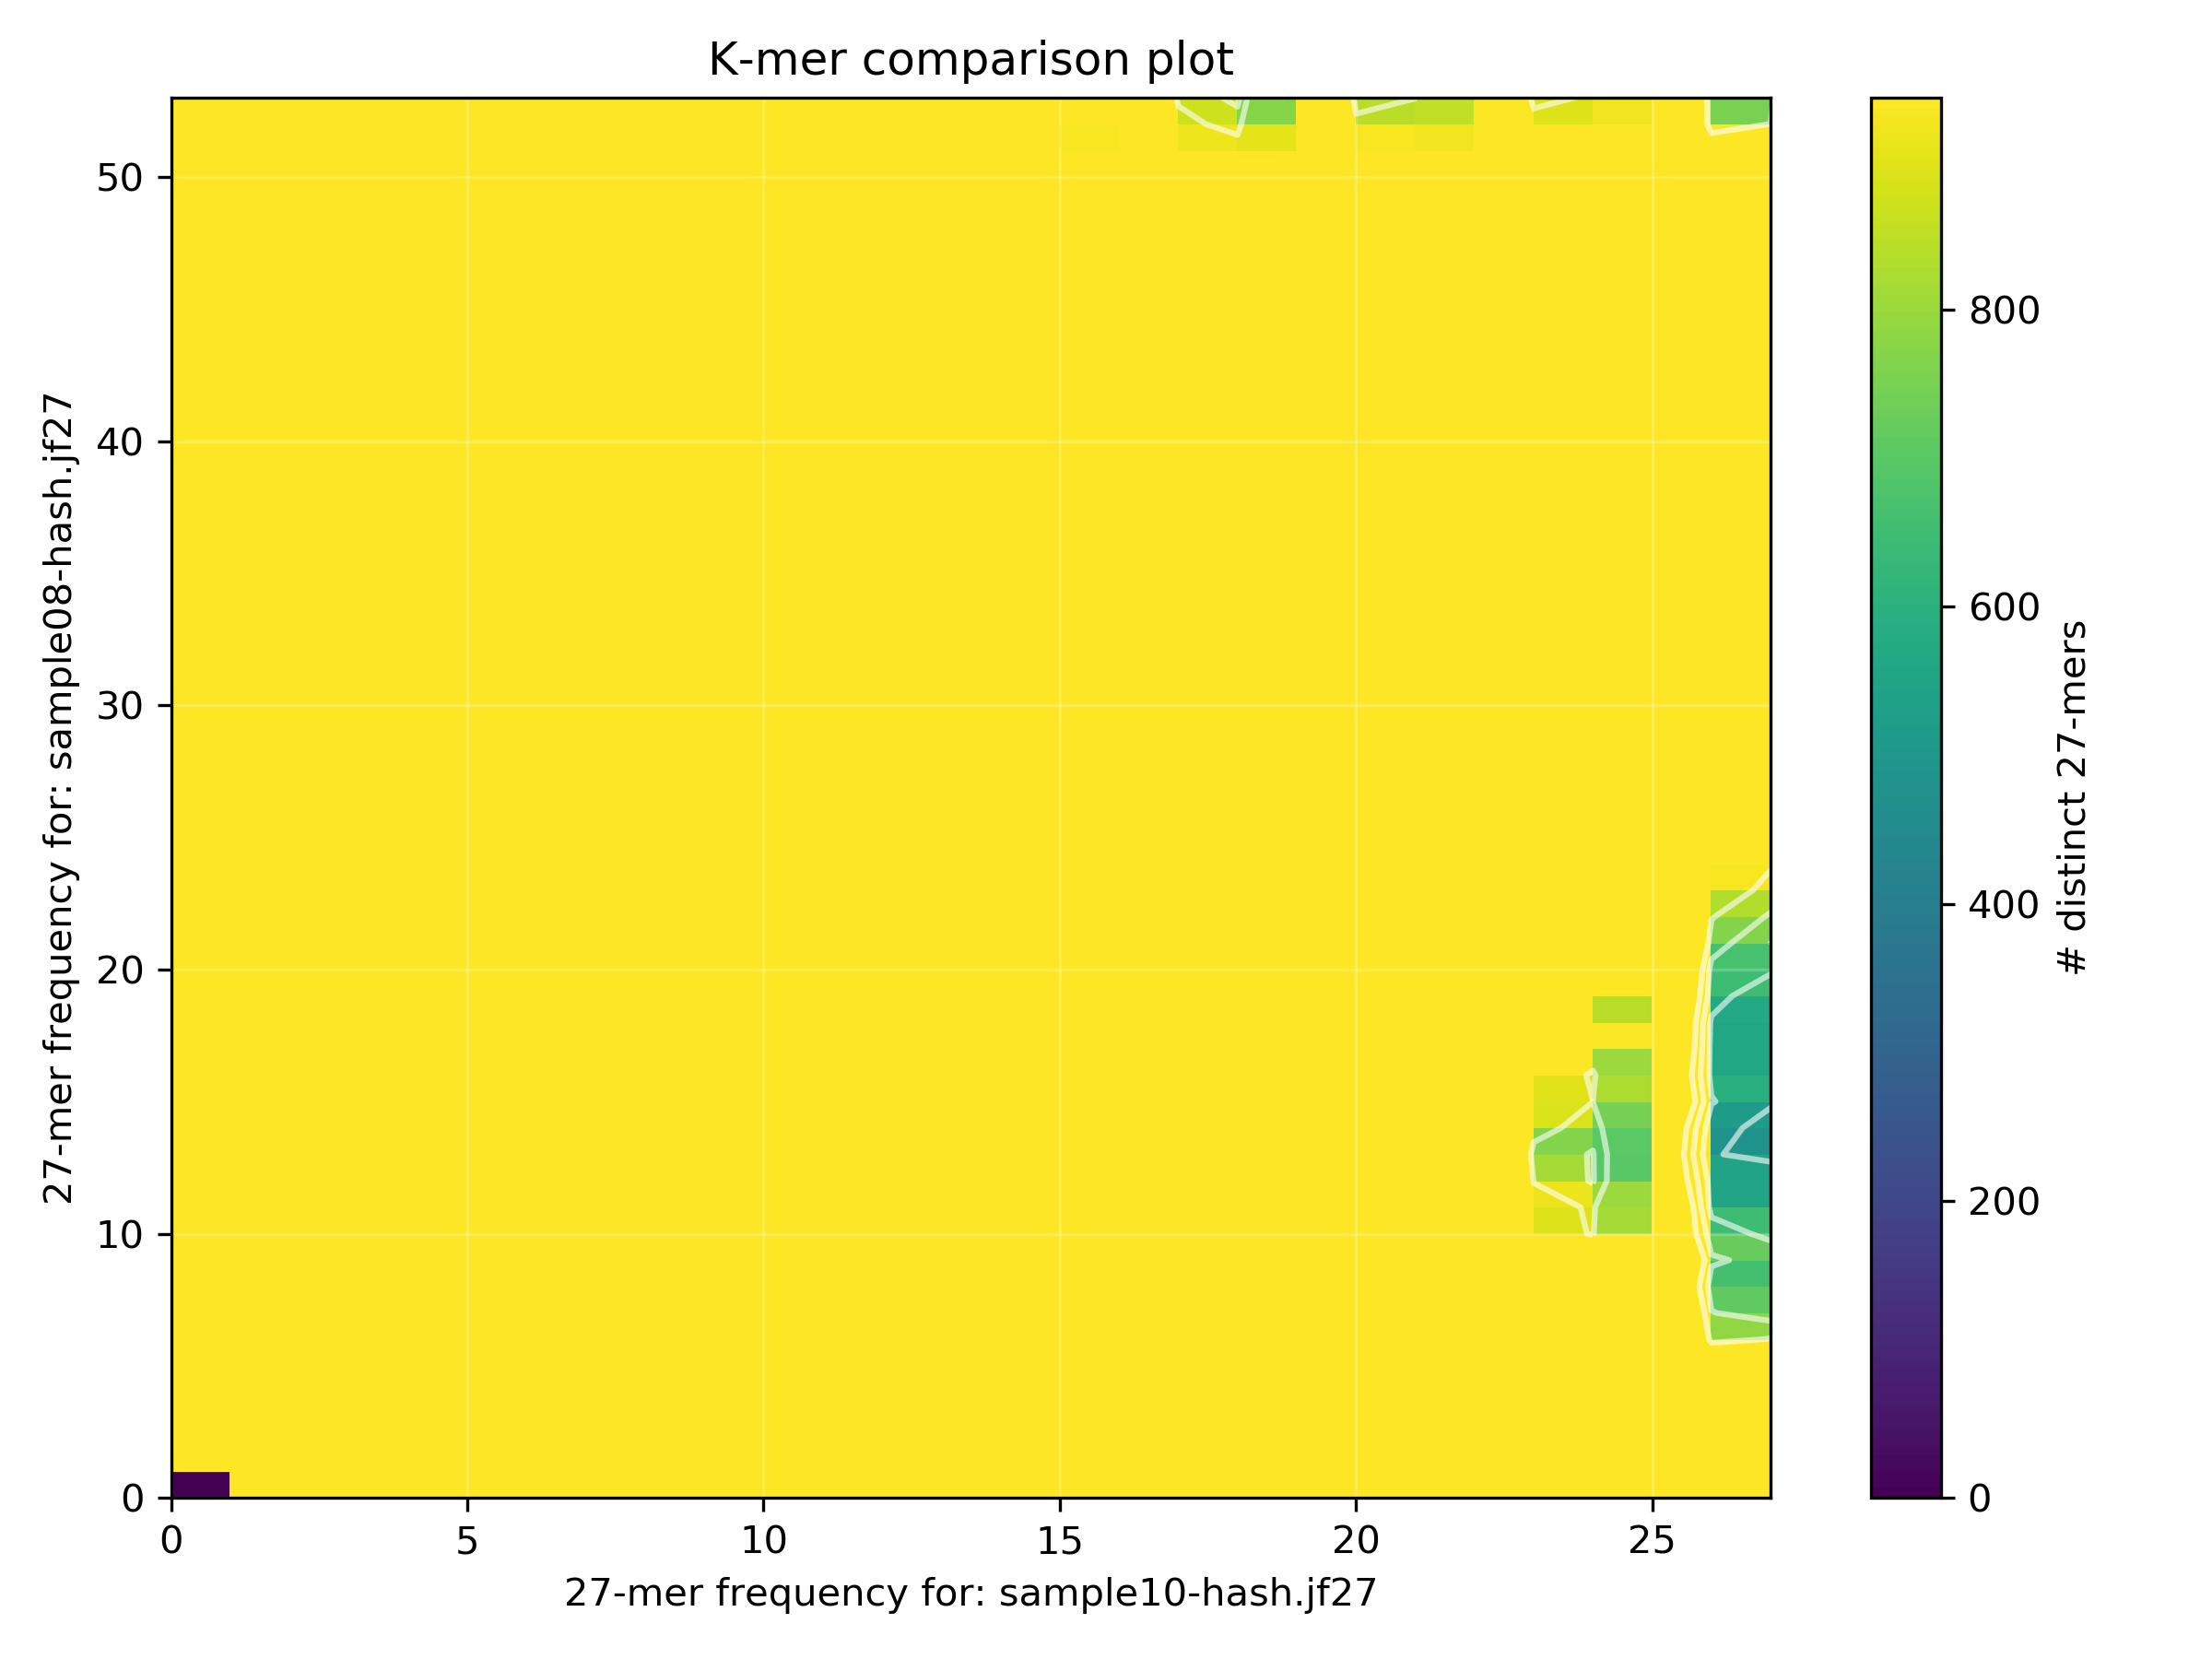 K-mer comparison plot
50
40
30
20
10
0
27-mer frequency for: sample08-hash.jf27
0 5 10 15 20 25
27-mer frequency for: sample10-hash.jf27
800
600
400
200
0
# distinct 27-mers